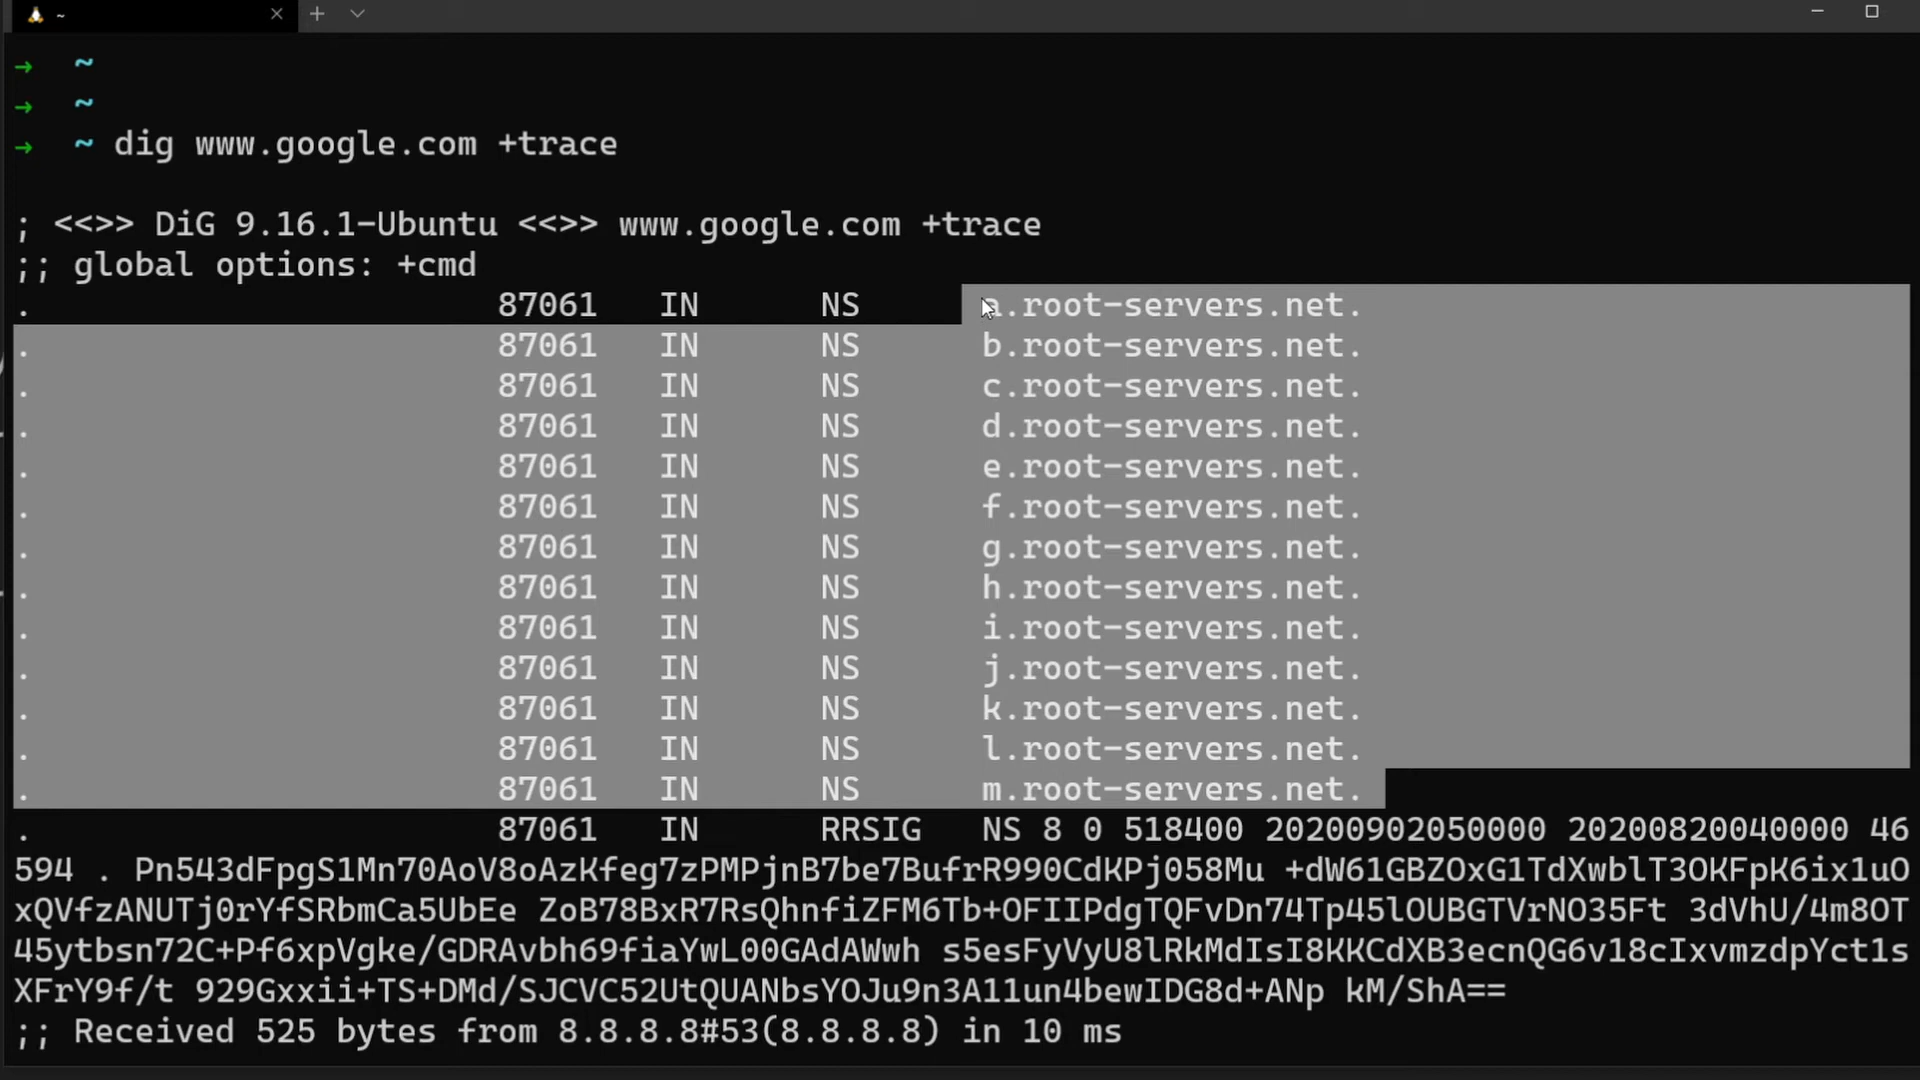 ~
→ ~
→ ~
→ ~ dig www.google.com +trace
; <<>> DiG 9.16.1-Ubuntu <<>> www.google.com +trace
;; global options: +cmd
. 87061 IN NS a.root-servers.net.
. 87061 IN NS b.root-servers.net.
. 87061 IN NS c.root-servers.net.
. 87061 IN NS d.root-servers.net.
. 87061 IN NS e.root-servers.net.
. 87061 IN NS f.root-servers.net.
. 87061 IN NS g.root-servers.net.
. 87061 IN NS h.root-servers.net.
. 87061 IN NS i.root-servers.net.
. 87061 IN NS j.root-servers.net.
. 87061 IN NS k.root-servers.net.
. 87061 IN NS l.root-servers.net.
. 87061 IN NS m.root-servers.net.
. 87061 IN RRSIG NS 8 0 518400 20200902050000 20200820040000 46
594 . Pn543dFpgS1Mn70AoV8oAzKfeg7zPMPjnB7be7BufrR990CdKPj058Mu +dW61GBZOxG1TdXwblT3OKFpK6ix1uO
xQVfzANUTj0rYfSRbmCa5UbEe ZoB78BxR7RsQhnfiZFM6Tb+OFIIPdgTQFvDn74Tp45lOUBGTVrNO35Ft 3dVhU/4m8OT
45ytbsn72C+Pf6xpVgke/GDRAvbh69fiaYwL00GAdAWwh s5esFyVyU8lRkMdIsI8KKCdXB3ecnQG6v18cIxvmzdpYct1s
XFrY9f/t 929Gxxii+TS+DMd/SJCVC52UtQUANbsYOJu9n3A11un4bewIDG8d+ANp kM/ShA==
;; Received 525 bytes from 8.8.8.8#53(8.8.8.8) in 10 ms